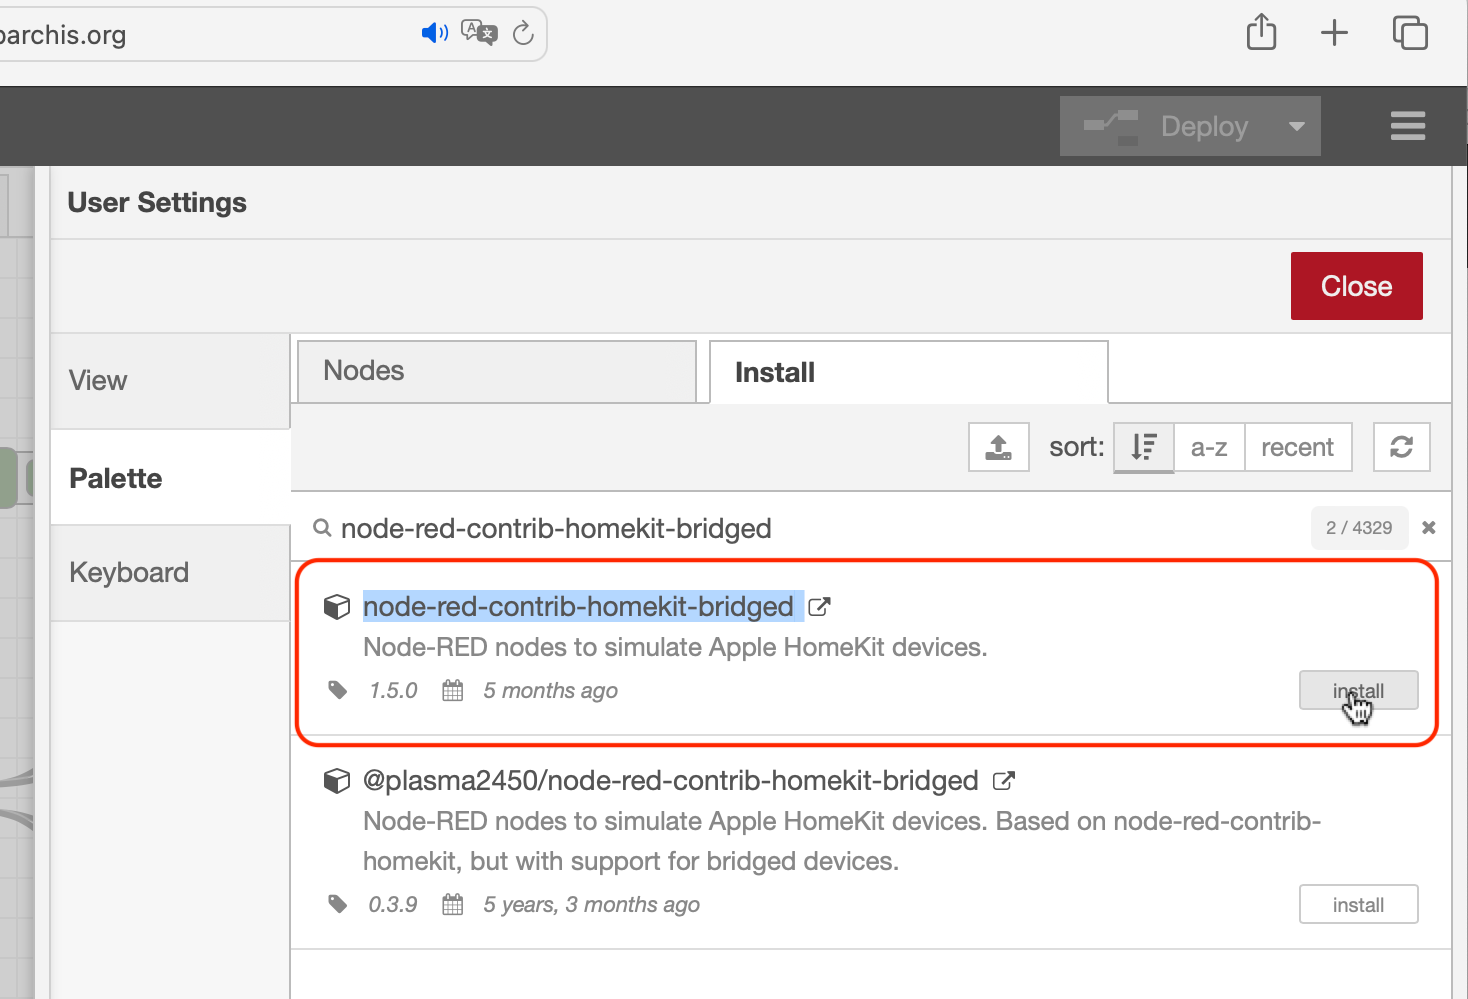 parchis.org
Deploy
User Settings
Close
View
Nodes
Install
Palette
sort:
a-z
recent
Keyboard
node-red-contrib-homekit-bridged
2 / 4329
node-red-contrib-homekit-bridged
Node-RED nodes to simulate Apple HomeKit devices.
1.5.0
5 months ago
install
@plasma2450/node-red-contrib-homekit-bridged
Node-RED nodes to simulate Apple HomeKit devices. Based on node-red-contrib-
homekit, but with support for bridged devices.
0.3.9
5 years, 3 months ago
install